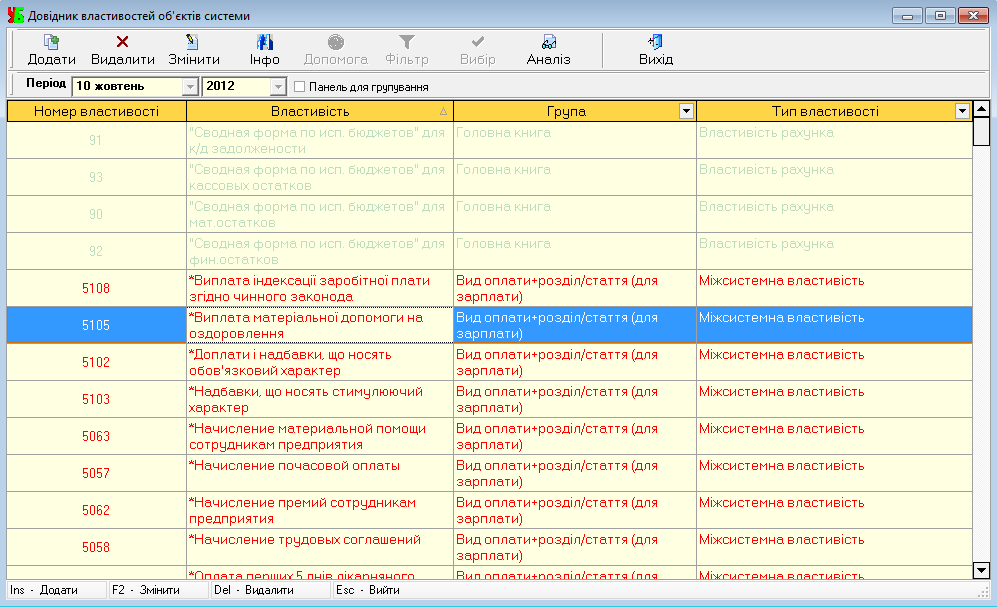 Довідник властивостей об'єктів системи
Додати Видалити Змінити Інфо Допомога Фільтр Вибір Аналіз Вихід
Період 10 жовтень 2012 Панель для групування
Номер властивості Властивість Група Тип властивості
91 "Сводная форма по исп. бюджетов" для Головна книга Властивість рахунка
к/д задолжености
93 "Сводная форма по исп. бюджетов" для Головна книга Властивість рахунка
кассовых остатков
90 "Сводная форма по исп. бюджетов" для Головна книга Властивість рахунка
мат.остатков
92 "Сводная форма по исп. бюджетов" для Головна книга Властивість рахунка
фин.остатков
5108 *Виплата індексації заробітної плати Вид оплати+розділ/стаття (для Міжсистемна властивість
згідно чинного законода зарплати)
5105 *Виплата матеріальної допомоги на Вид оплати+розділ/стаття (для Міжсистемна властивість
оздоровлення зарплати)
5102 *Доплати і надбавки, що носять Вид оплати+розділ/стаття (для Міжсистемна властивість
обов'язковий характер зарплати)
5103 *Надбавки, що носять стимулюючий Вид оплати+розділ/стаття (для Міжсистемна властивість
характер зарплати)
5063 *Начисление материальной помощи Вид оплати+розділ/стаття (для Міжсистемна властивість
сотрудникам предприятия зарплати)
5057 *Начисление почасовой оплаты Вид оплати+розділ/стаття (для Міжсистемна властивість
зарплати)
5062 *Начисление премий сотрудникам Вид оплати+розділ/стаття (для Міжсистемна властивість
предприятия зарплати)
5058 *Начисление трудовых соглашений Вид оплати+розділ/стаття (для Міжсистемна властивість
зарплати)
*Оплата перших 5 днів лікарняного Вид оплати+розділ/стаття (для Міжсистемна властивість
Ins - Додати F2 - Змінити Del - Видалити Esc - Вийти